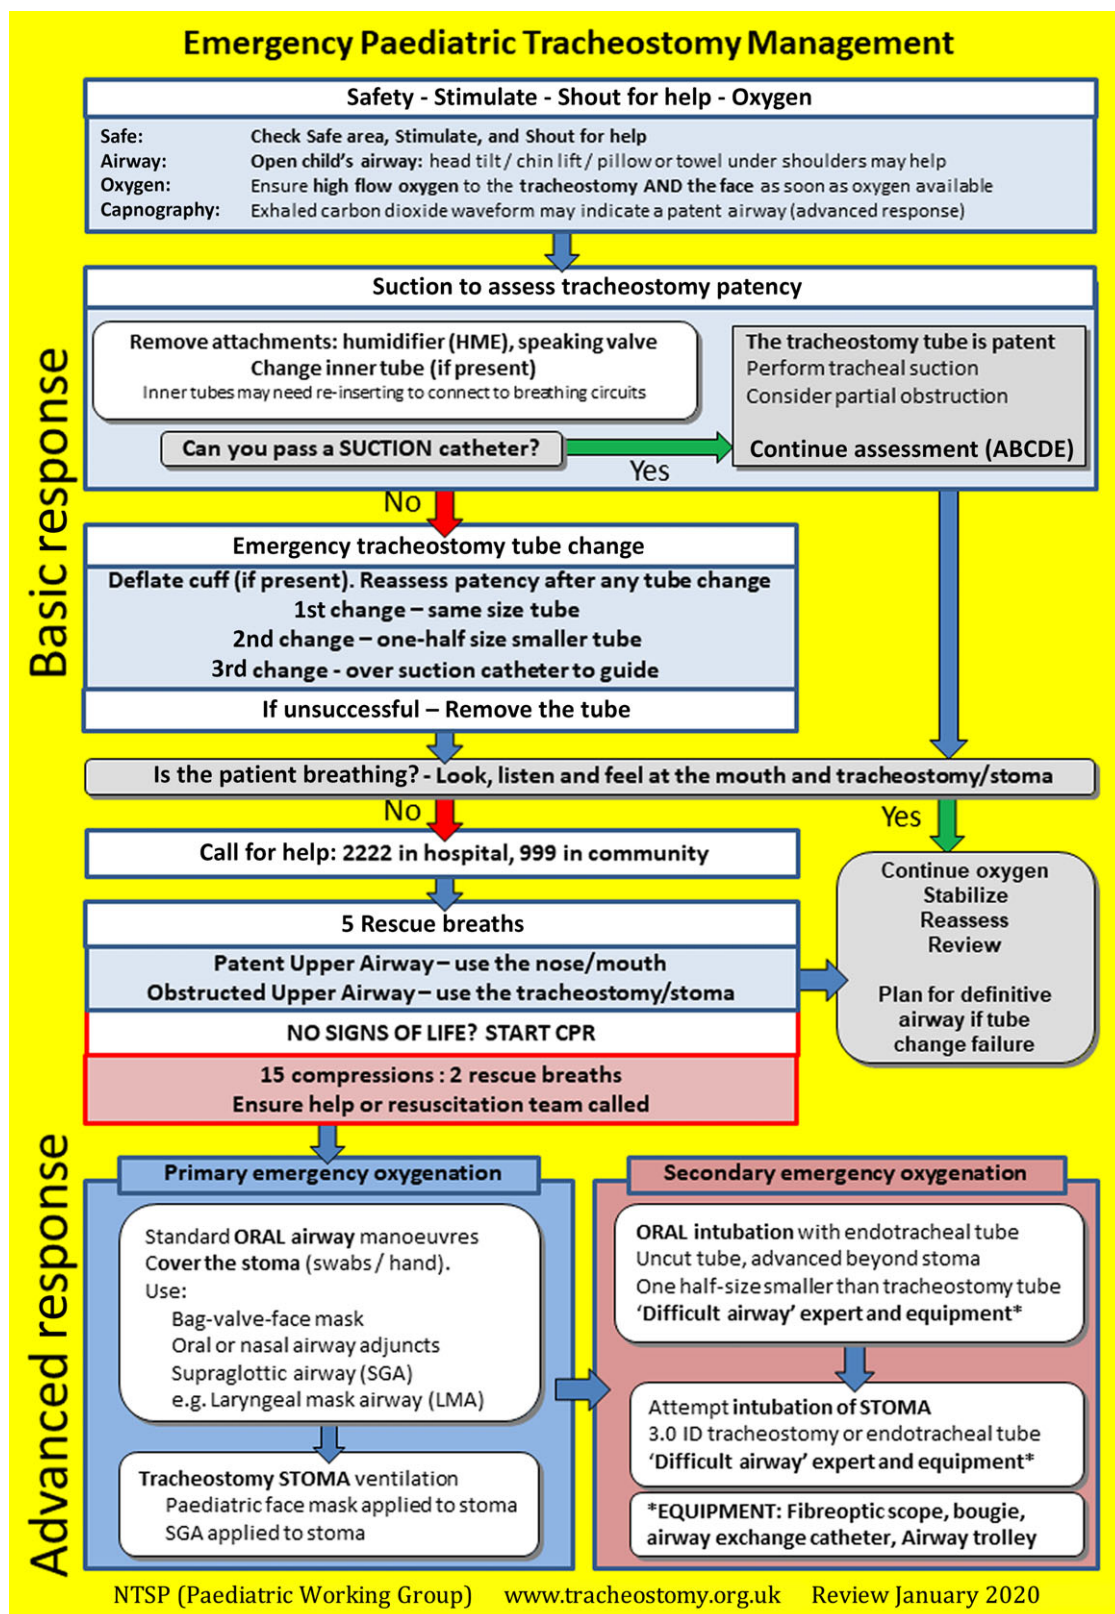 Emergency Paediatric Tracheostomy Management
Safety - Stimulate - Shout for help - Oxygen
Safe: Check Safe area, Stimulate, and Shout for help
Airway: Open child's airway: head tilt / chin lift / pillow or towel under shoulders may help
Oxygen: Ensure high flow oxygen to the tracheostomy AND the face as soon as oxygen available
Capnography: Exhaled carbon dioxide waveform may indicate a patent airway (advanced response)
Basic response
Suction to assess tracheostomy patency
Remove attachments: humidifier (HME), speaking valve
Change inner tube (if present)
Inner tubes may need re-inserting to connect to breathing circuits
Can you pass a SUCTION catheter?
Yes
The tracheostomy tube is patent
Perform tracheal suction
Consider partial obstruction
Continue assessment (ABCDE)
No
Emergency tracheostomy tube change
Deflate cuff (if present). Reassess patency after any tube change
1st change – same size tube
2nd change – one-half size smaller tube
3rd change - over suction catheter to guide
If unsuccessful – Remove the tube
Is the patient breathing? - Look, listen and feel at the mouth and tracheostomy/stoma
No
Yes
Call for help: 2222 in hospital, 999 in community
5 Rescue breaths
Patent Upper Airway – use the nose/mouth
Obstructed Upper Airway – use the tracheostomy/stoma
NO SIGNS OF LIFE? START CPR
15 compressions : 2 rescue breaths
Ensure help or resuscitation team called
Continue oxygen
Stabilize
Reassess
Review
Plan for definitive
airway if tube
change failure
Advanced response
Primary emergency oxygenation
Standard ORAL airway manoeuvres
Cover the stoma (swabs / hand).
Use:
Bag-valve-face mask
Oral or nasal airway adjuncts
Supraglottic airway (SGA)
e.g. Laryngeal mask airway (LMA)
Tracheostomy STOMA ventilation
Paediatric face mask applied to stoma
SGA applied to stoma
Secondary emergency oxygenation
ORAL intubation with endotracheal tube
Uncut tube, advanced beyond stoma
One half-size smaller than tracheostomy tube
'Difficult airway' expert and equipment*
Attempt intubation of STOMA
3.0 ID tracheostomy or endotracheal tube
'Difficult airway' expert and equipment*
*EQUIPMENT: Fibreoptic scope, bougie,
airway exchange catheter, Airway trolley
NTSP (Paediatric Working Group) www.tracheostomy.org.uk Review January 2020